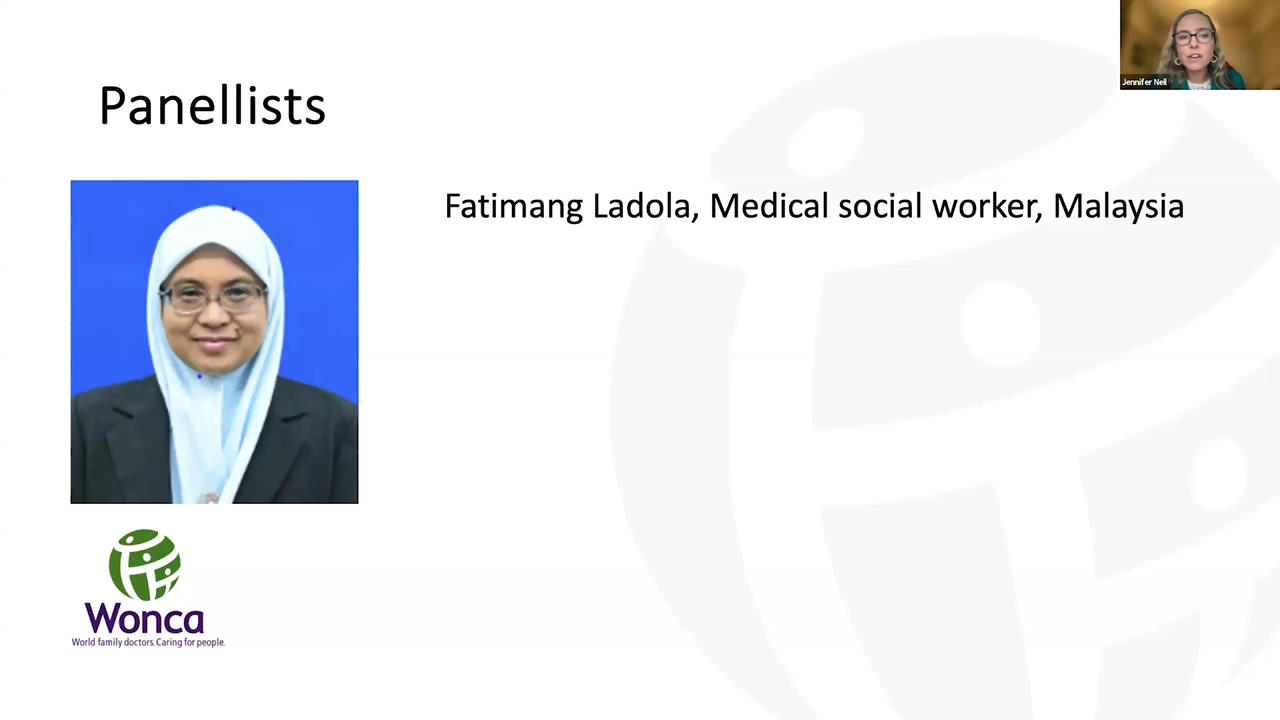 Panellists
Jennifer Neil
Fatimang Ladola, Medical social worker, Malaysia
Wonca
World family doctors. Caring for people.